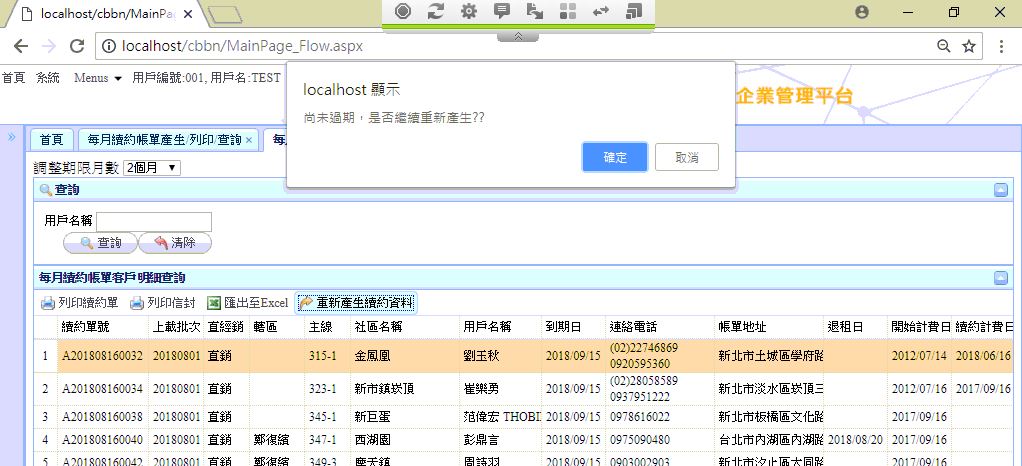 localhost/cbbn/MainPa
localhost/cbbn/MainPage_Flow.aspx
首頁 系統 Menus 用戶編號:001, 用戶名:TEST
企業管理平台
localhost 顯示
尚未過期，是否繼續重新產生??
確定 取消
首頁 每月續約帳單產生/列印/查詢 ×
調整期限月數 2個月
查詢
用戶名稱
查詢 清除
每月續約帳單客戶明細查詢
列印續約單 列印信封 匯出至Excel 重新產生續約資料
續約單號 上載批次 直經銷 轄區 主線 社區名稱 用戶名稱 到期日 連絡電話 帳單地址 退租日 開始計費日 續約計費日
1 A201808160032 20180801 直銷 315-1 金鳳凰 劉玉秋 2018/09/15 (02)22746869 0920595360 新北市土城區學府路 2012/07/14 2018/06/16
2 A201808160034 20180801 直銷 323-1 新市鎮崁頂 崔樂勇 2018/09/15 (02)28058589 0937951222 新北市淡水區崁頂三 2012/07/16 2017/09/16
3 A201808160038 20180801 直銷 345-1 新巨蛋 范偉宏 THOBI 2018/09/15 0978616022 新北市板橋區文化路 2017/09/16
4 A201808160040 20180801 直銷 鄭復繽 347-1 西湖園 彭鼎言 2018/09/15 0975090480 台北市內湖區內湖路 2018/08/20 2017/09/16
5 A201808160042 20180801 直銷 鄭復繽 349-3 摩天鎮 周詩羽 2018/09/15 0903002903 新北市汐止區大同路 2017/09/16